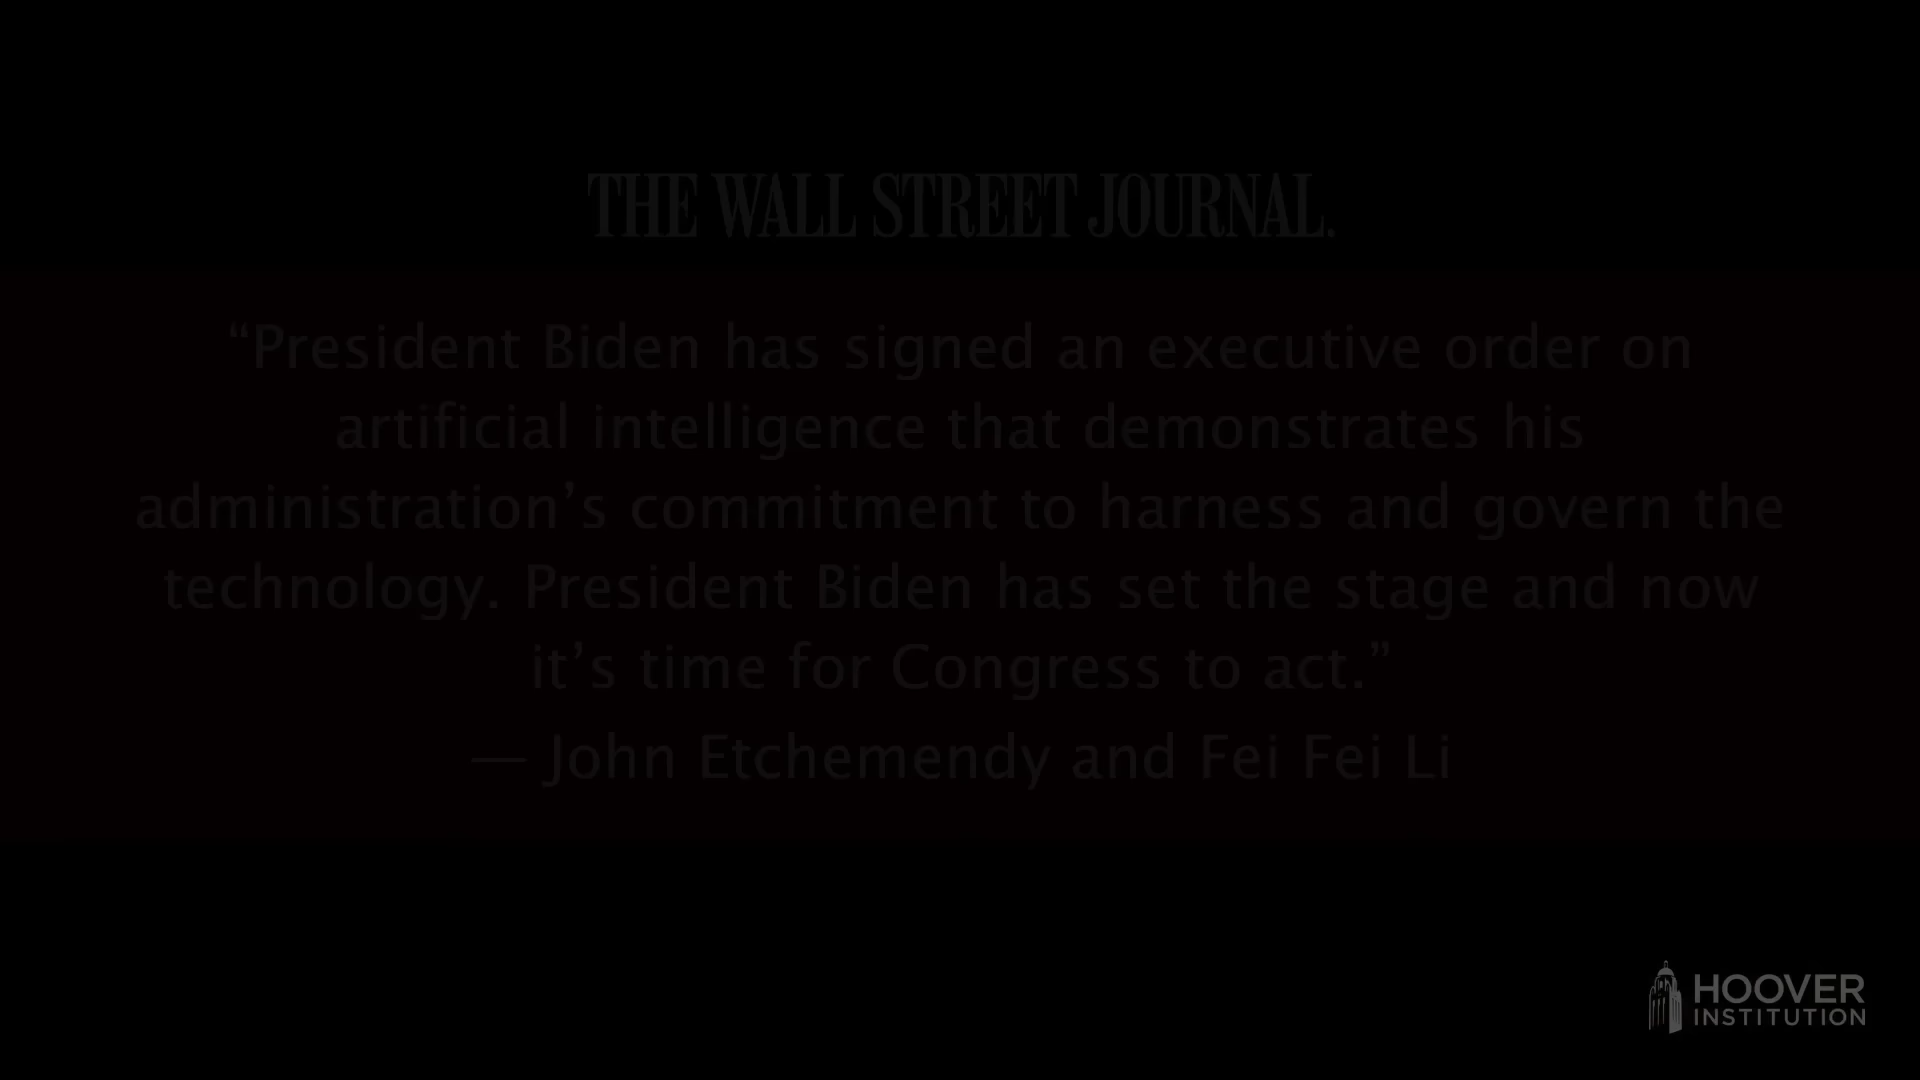 THE WALL STREET JOURNAL.
“President Biden has signed an executive order on
artificial intelligence that demonstrates his
administration’s commitment to harness and govern the
technology. President Biden has set the stage and now
it’s time for Congress to act.”
— John Etchemendy and Fei Fei Li
HOOVER
INSTITUTION